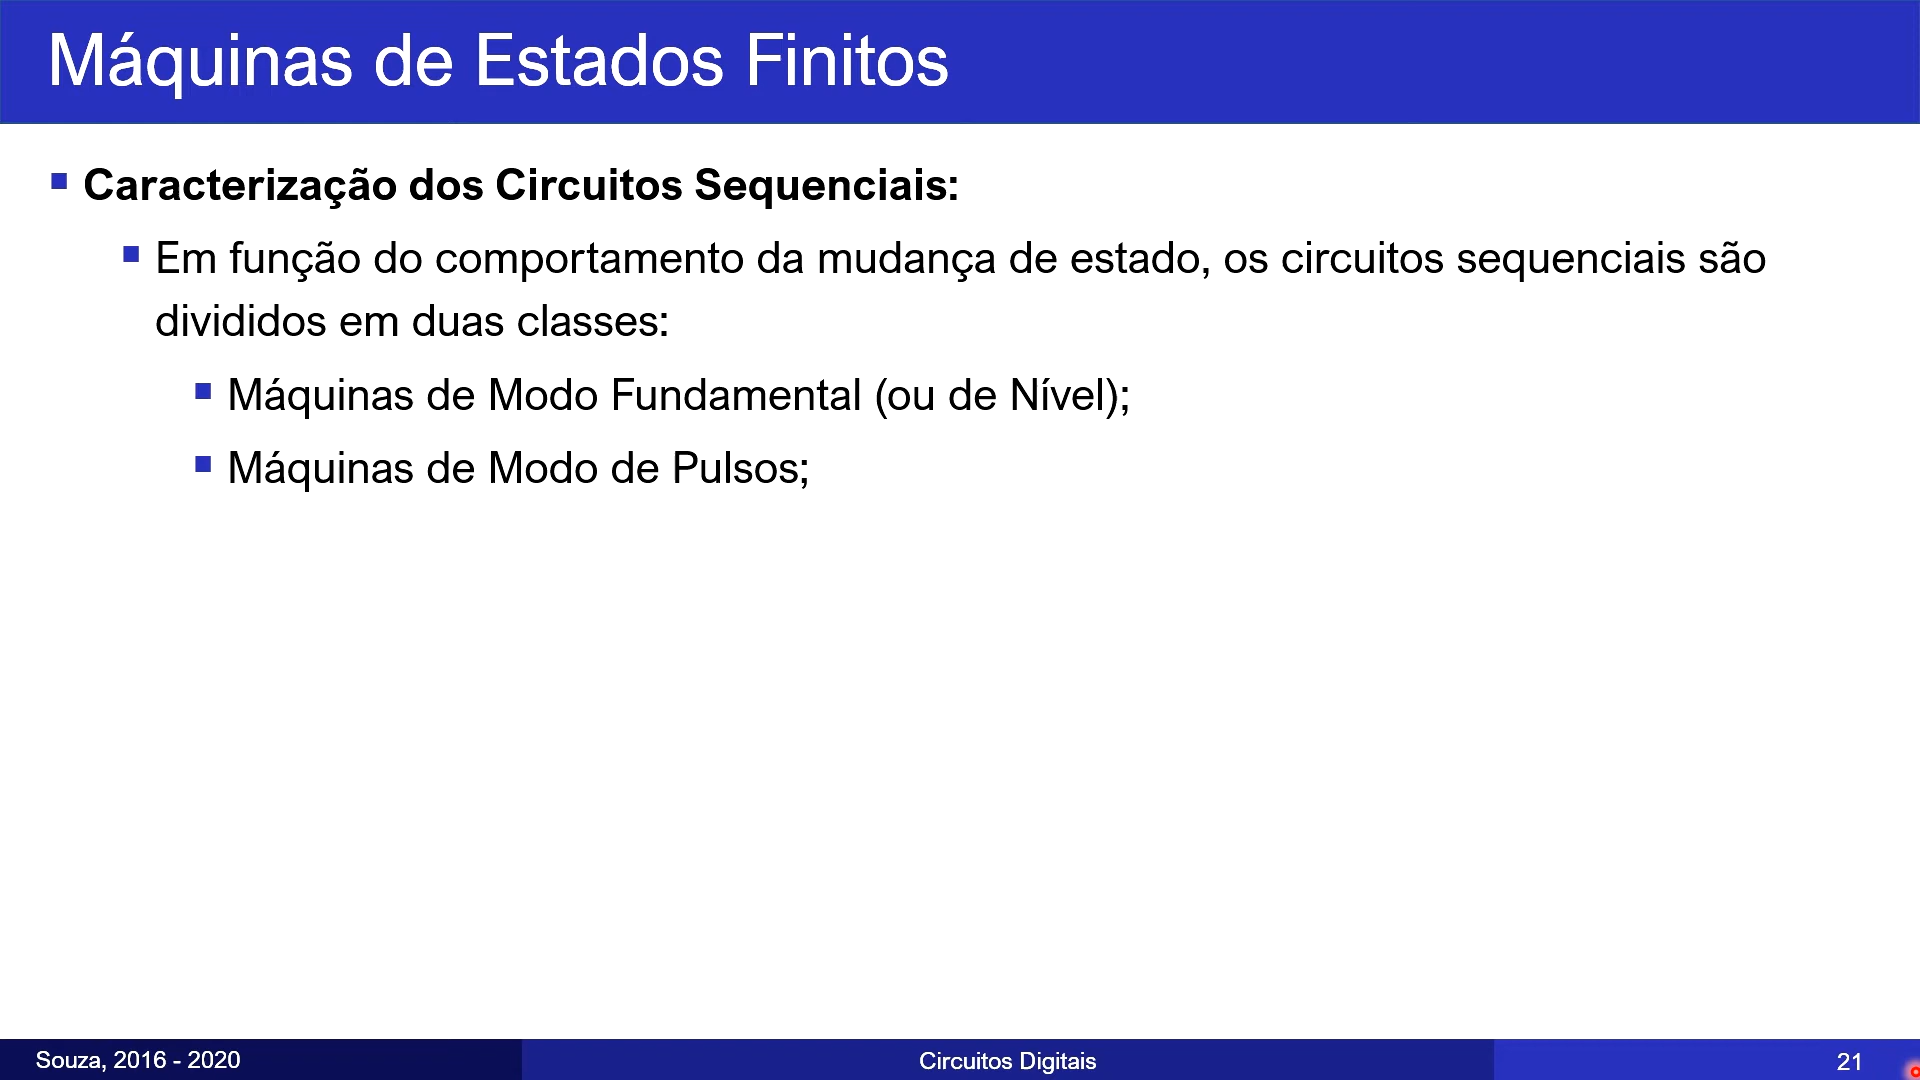 Máquinas de Estados Finitos
Caracterização dos Circuitos Sequenciais:
Em função do comportamento da mudança de estado, os circuitos sequenciais são
divididos em duas classes:
Máquinas de Modo Fundamental (ou de Nível);
Máquinas de Modo de Pulsos;
Souza, 2016 - 2020
Circuitos Digitais
21